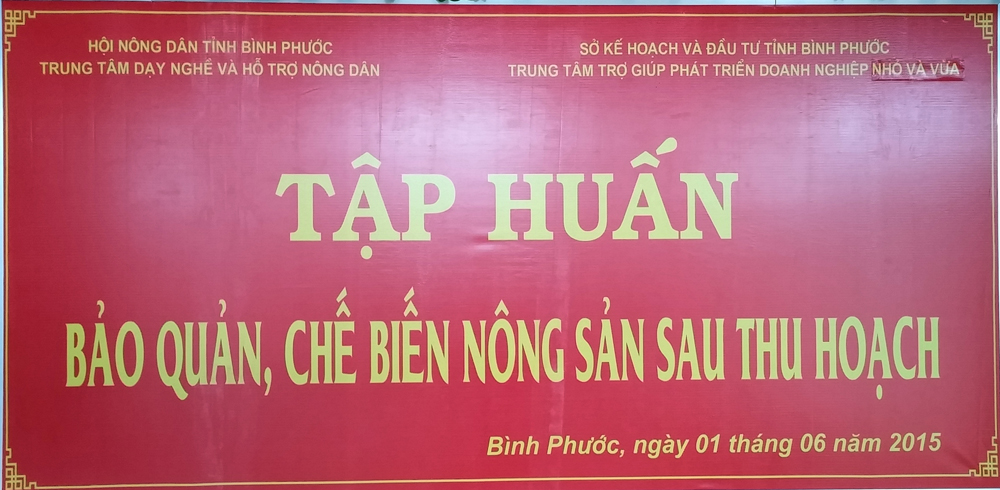 HỘI NÔNG DÂN TỈNH BÌNH PHƯỚC
TRUNG TÂM DẠY NGHỀ VÀ HỖ TRỢ NÔNG DÂN
SỞ KẾ HOẠCH VÀ ĐẦU TƯ TỈNH BÌNH PHƯỚC
TRUNG TÂM TRỢ GIÚP PHÁT TRIỂN DOANH NGHIỆP NHỎ VÀ VỪA
TẬP HUẤN
BẢO QUẢN, CHẾ BIẾN NÔNG SẢN SAU THU HOẠCH
Bình Phước, ngày 01 tháng 06 năm 2015